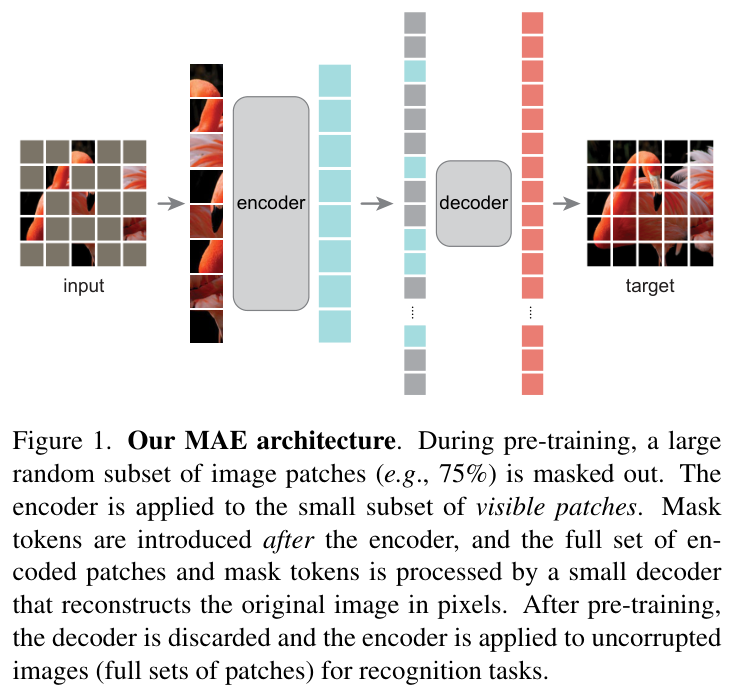 input
encoder
decoder
target
Figure 1. Our MAE architecture. During pre-training, a large
random subset of image patches (e.g., 75%) is masked out. The
encoder is applied to the small subset of visible patches. Mask
tokens are introduced after the encoder, and the full set of en-
coded patches and mask tokens is processed by a small decoder
that reconstructs the original image in pixels. After pre-training,
the decoder is discarded and the encoder is applied to uncorrupted
images (full sets of patches) for recognition tasks.